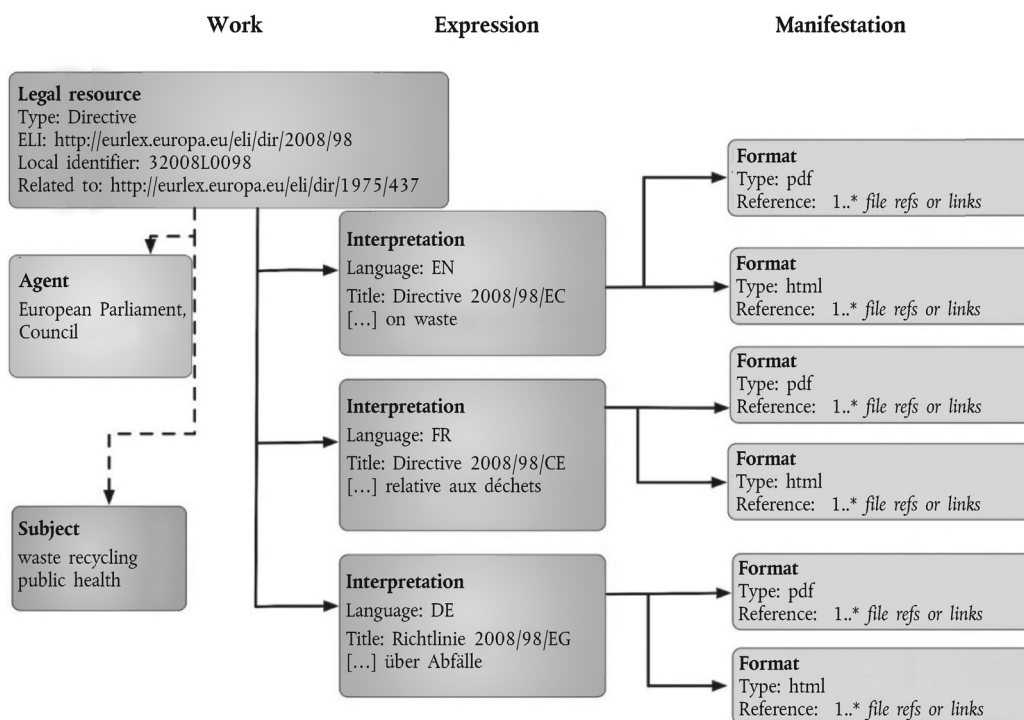 Work
Expression
Manifestation
Legal resource
Type: Directive
ELI: http://eurlex.europa.eu/eli/dir/2008/98
Local identifier: 32008L0098
Related to: http://eurlex.europa.eu/eli/dir/1975/437
Agent
European Parliament,
Council
Subject
waste recycling
public health
Interpretation
Language: EN
Title: Directive 2008/98/EC
[...] on waste
Interpretation
Language: FR
Title: Directive 2008/98/CE
[...] relative aux déchets
Interpretation
Language: DE
Title: Richtlinie 2008/98/EG
[...] über Abfälle
Format
Type: pdf
Reference: 1..* file refs or links
Format
Type: html
Reference: 1..* file refs or links
Format
Type: pdf
Reference: 1..* file refs or links
Format
Type: html
Reference: 1..* file refs or links
Format
Type: pdf
Reference: 1..* file refs or links
Format
Type: html
Reference: 1..* file refs or links